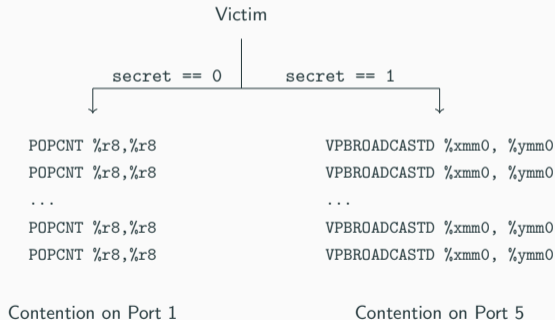 Victim
secret == 0 secret == 1
POPCNT %r8,%r8 VPBROADCASTD %xmm0, %ymm0
POPCNT %r8,%r8 VPBROADCASTD %xmm0, %ymm0
... ...
POPCNT %r8,%r8 VPBROADCASTD %xmm0, %ymm0
POPCNT %r8,%r8 VPBROADCASTD %xmm0, %ymm0
Contention on Port 1 Contention on Port 5